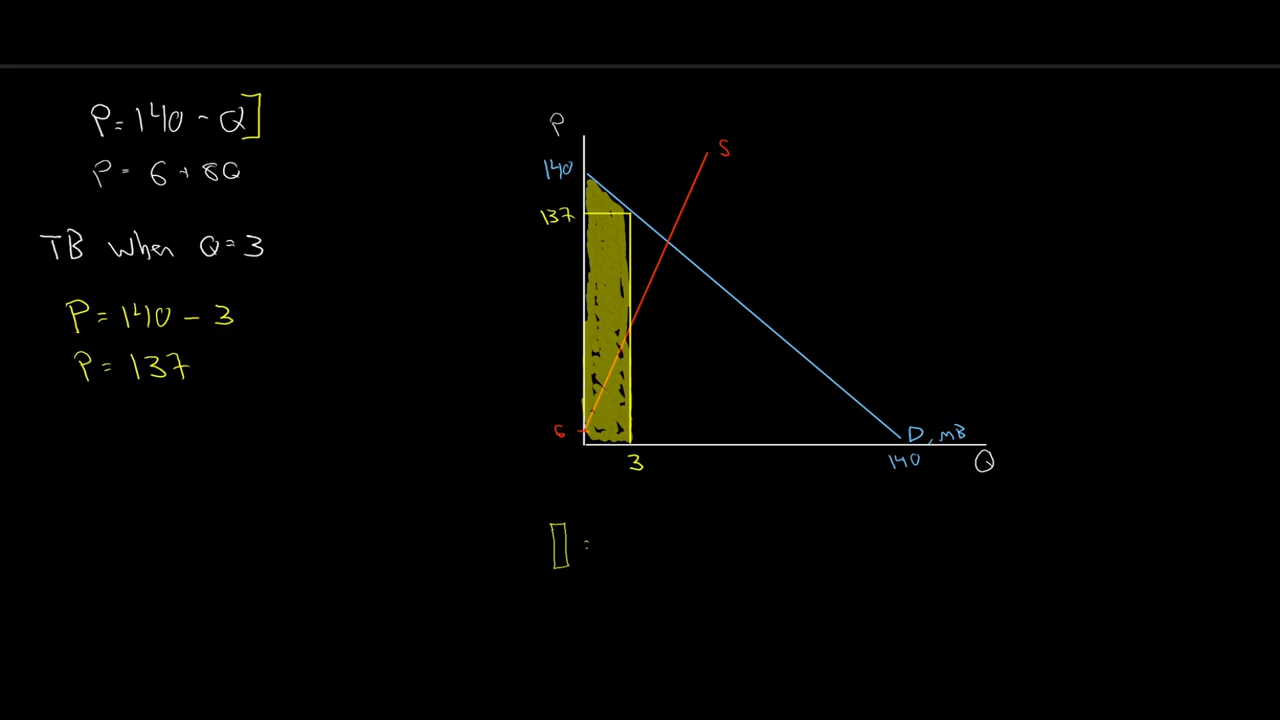 P = 140 - Q]
P = 6 + 8Q
TB when Q = 3
P = 140 - 3
P = 137
P
140
137
6
S
D, MB
3
140
Q
=